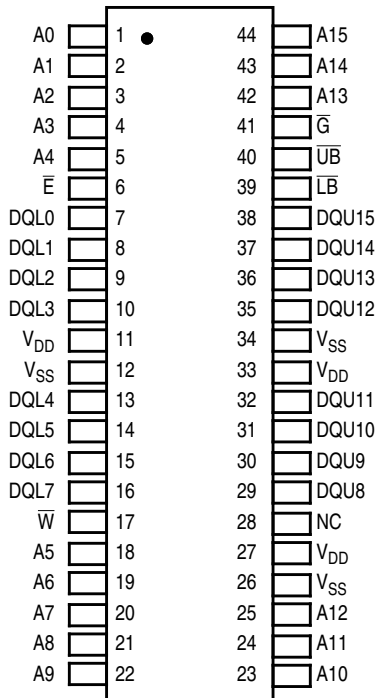 A0 1 44 A15
A1 2 43 A14
A2 3 42 A13
A3 4 41 G̅
A4 5 40 U̅B̅
E̅ 6 39 L̅B̅
DQL0 7 38 DQU15
DQL1 8 37 DQU14
DQL2 9 36 DQU13
DQL3 10 35 DQU12
VDD 11 34 VSS
VSS 12 33 VDD
DQL4 13 32 DQU11
DQL5 14 31 DQU10
DQL6 15 30 DQU9
DQL7 16 29 DQU8
W̅ 17 28 NC
A5 18 27 VDD
A6 19 26 VSS
A7 20 25 A12
A8 21 24 A11
A9 22 23 A10